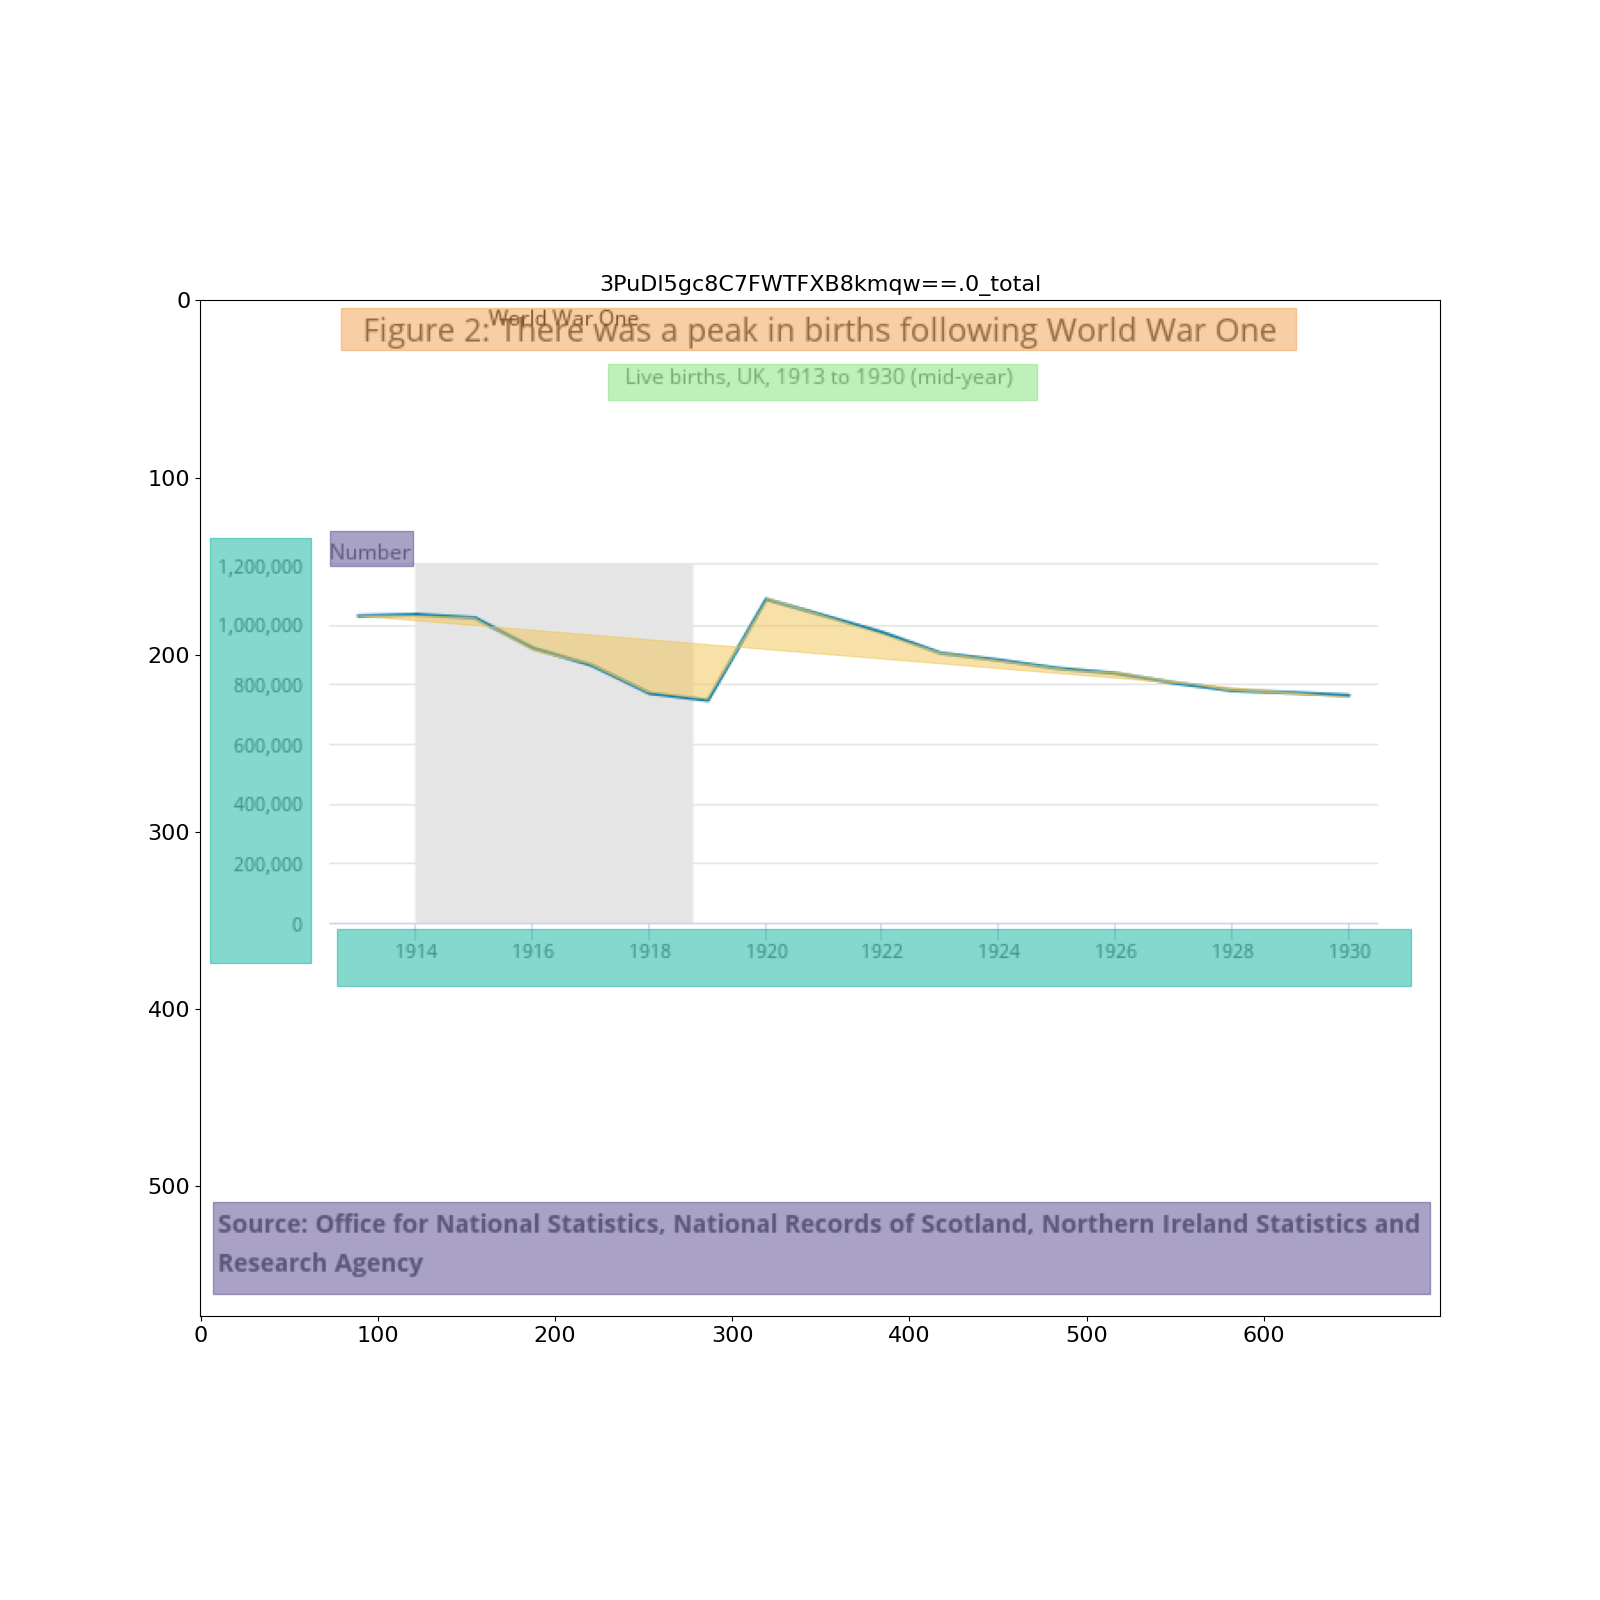 3PuDI5gc8C7FWTFXB8kmqw==.0_total
World War One
Figure 2: There was a peak in births following World War One
Live births, UK, 1913 to 1930 (mid-year)
Number
1,200,000
1,000,000
800,000
600,000
400,000
200,000
0
1914 1916 1918 1920 1922 1924 1926 1928 1930
Source: Office for National Statistics, National Records of Scotland, Northern Ireland Statistics and
Research Agency
0
100
200
300
400
500
0 100 200 300 400 500 600